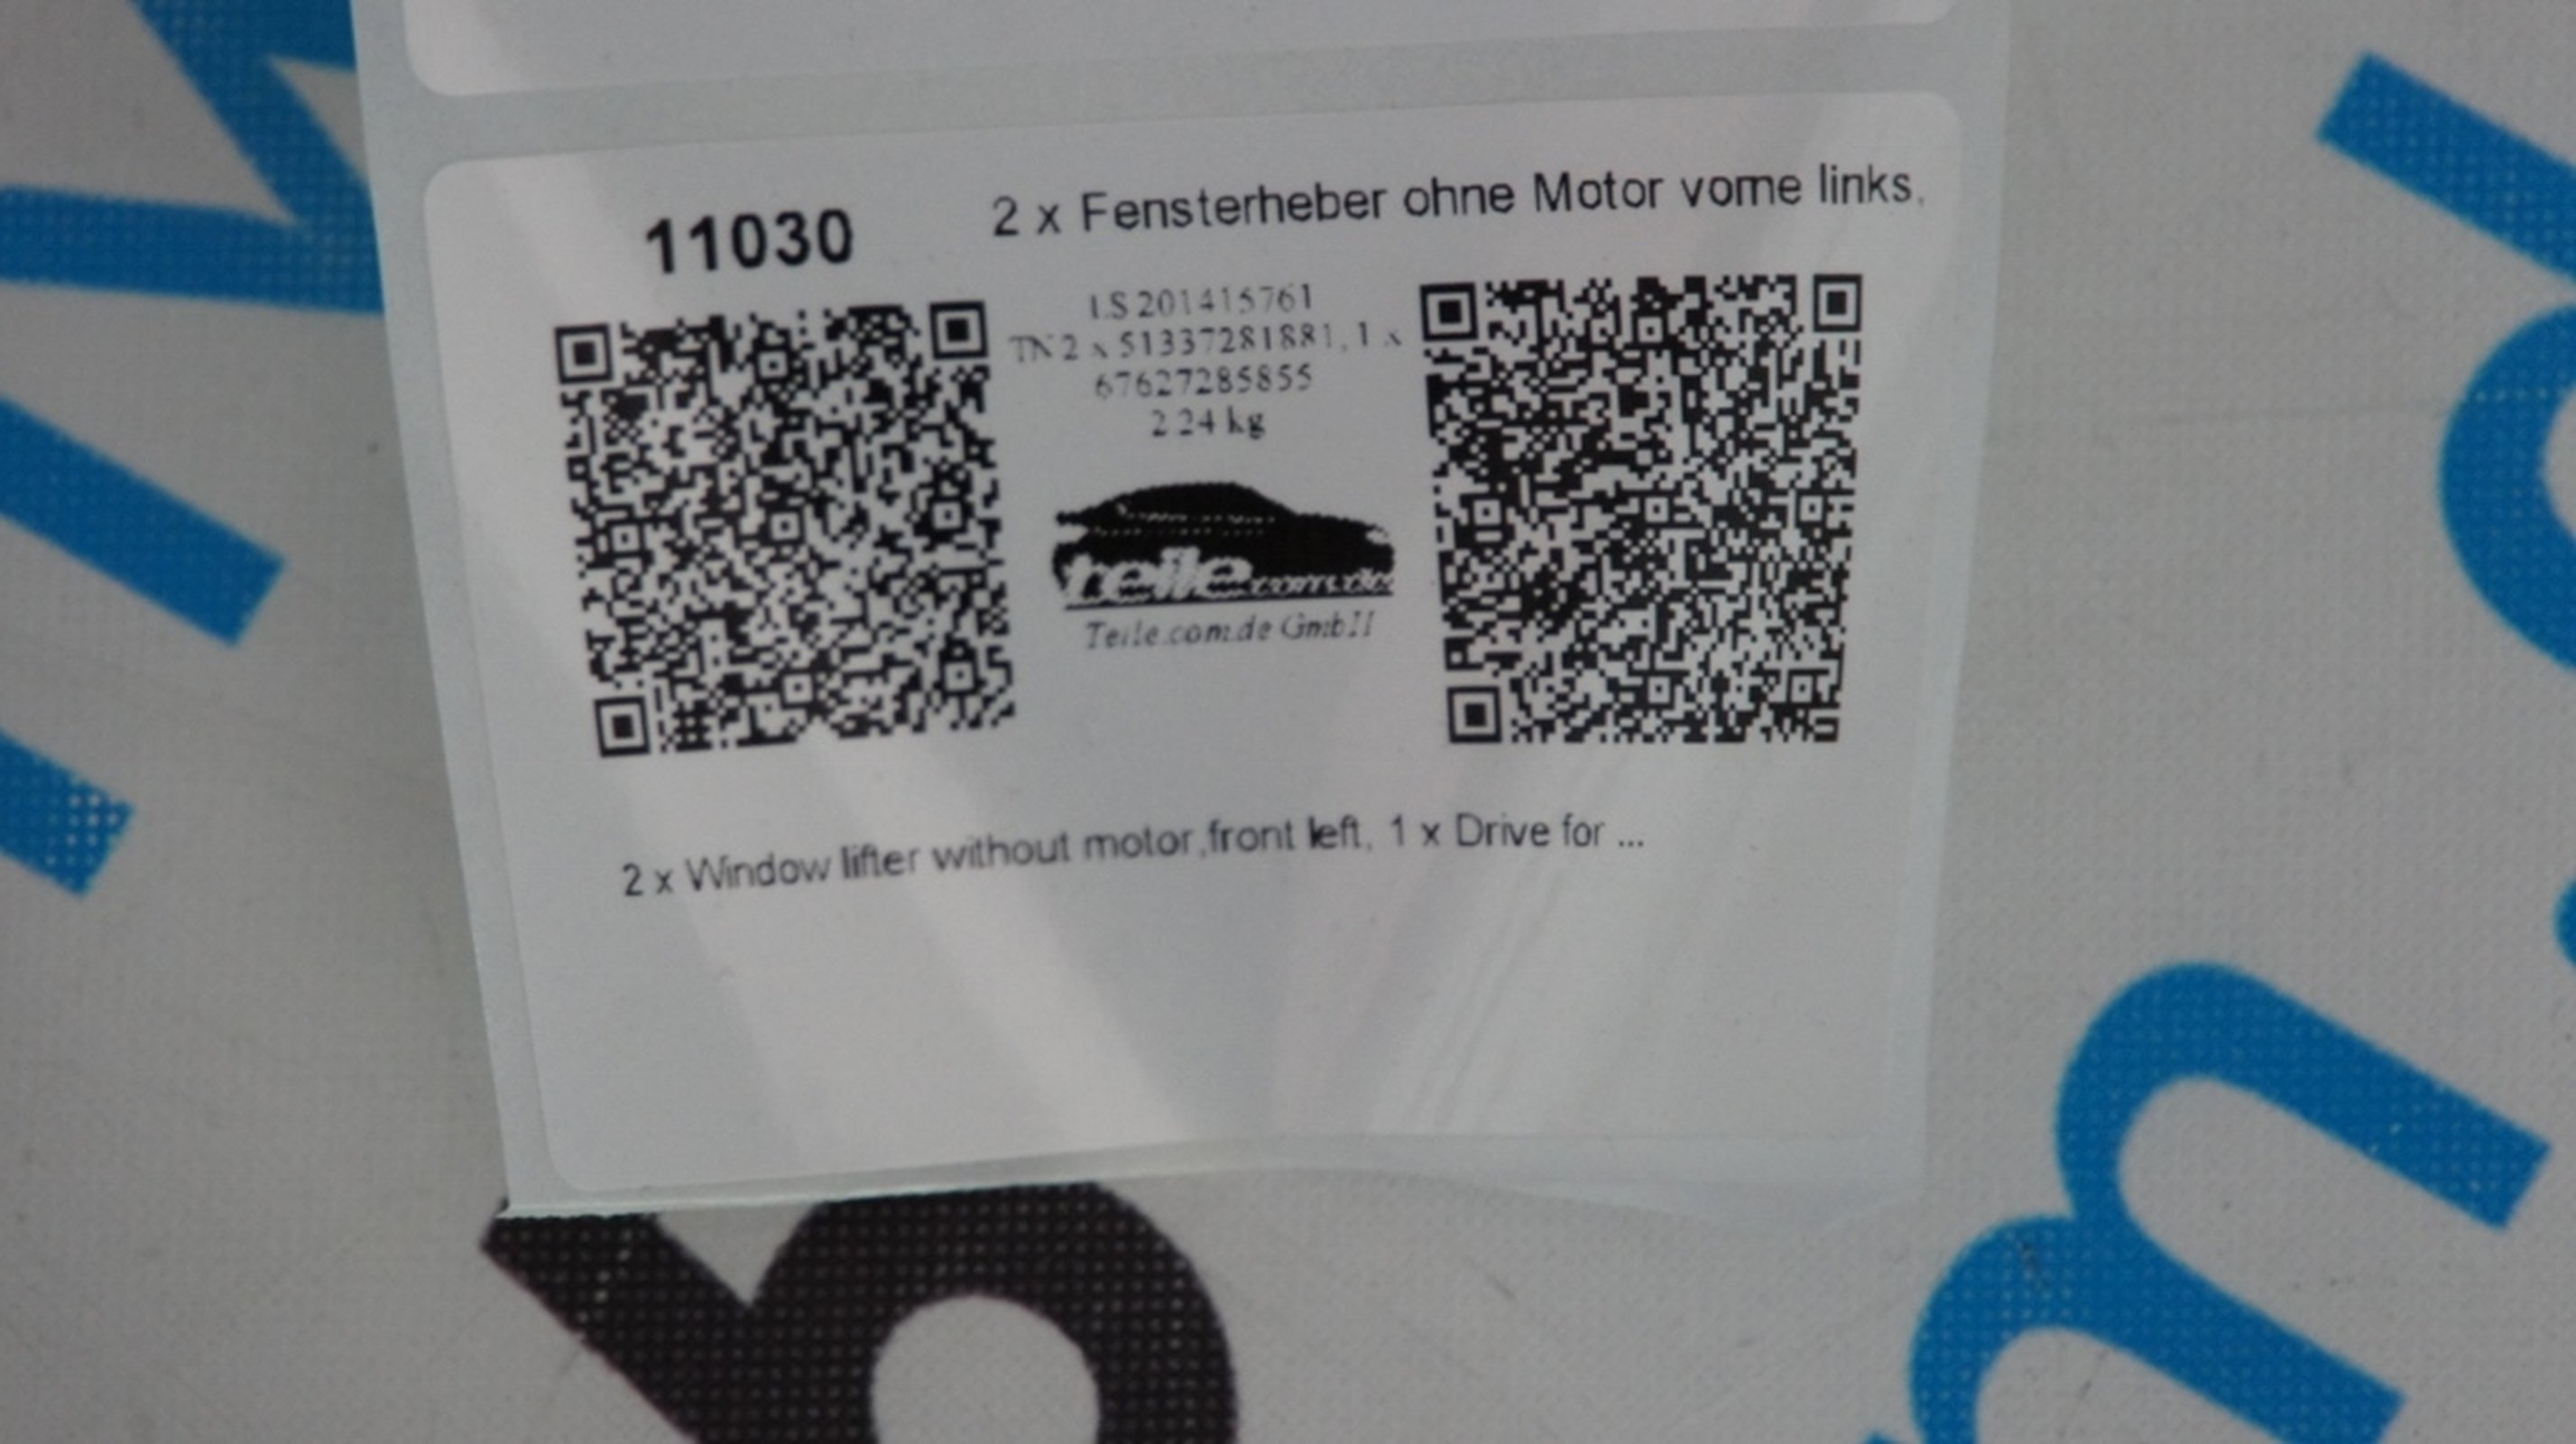 11030
2 x Fensterheber ohne Motor vorne links,
LS 201415761
TN 2 x 51337281881, 1 x
67627285855
2.24 kg
teile.com.de
Teile.com.de GmbH
2 x Window lifter without motor,front left, 1 x Drive for ...